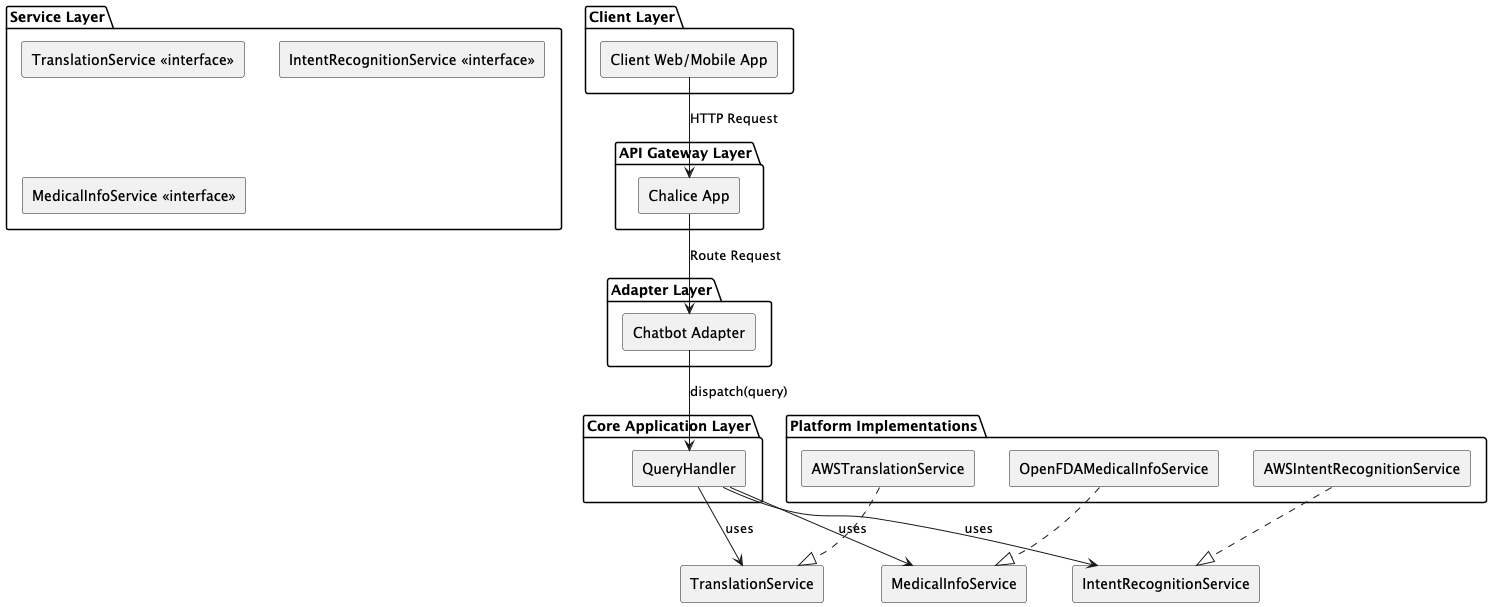 Service Layer
TranslationService «interface»
IntentRecognitionService «interface»
MedicalInfoService «interface»
Client Layer
Client Web/Mobile App
HTTP Request
API Gateway Layer
Chalice App
Route Request
Adapter Layer
Chatbot Adapter
dispatch(query)
Core Application Layer
QueryHandler
Platform Implementations
AWSTranslationService
OpenFDAMedicalInfoService
AWSIntentRecognitionService
uses
uses
uses
TranslationService
MedicalInfoService
IntentRecognitionService